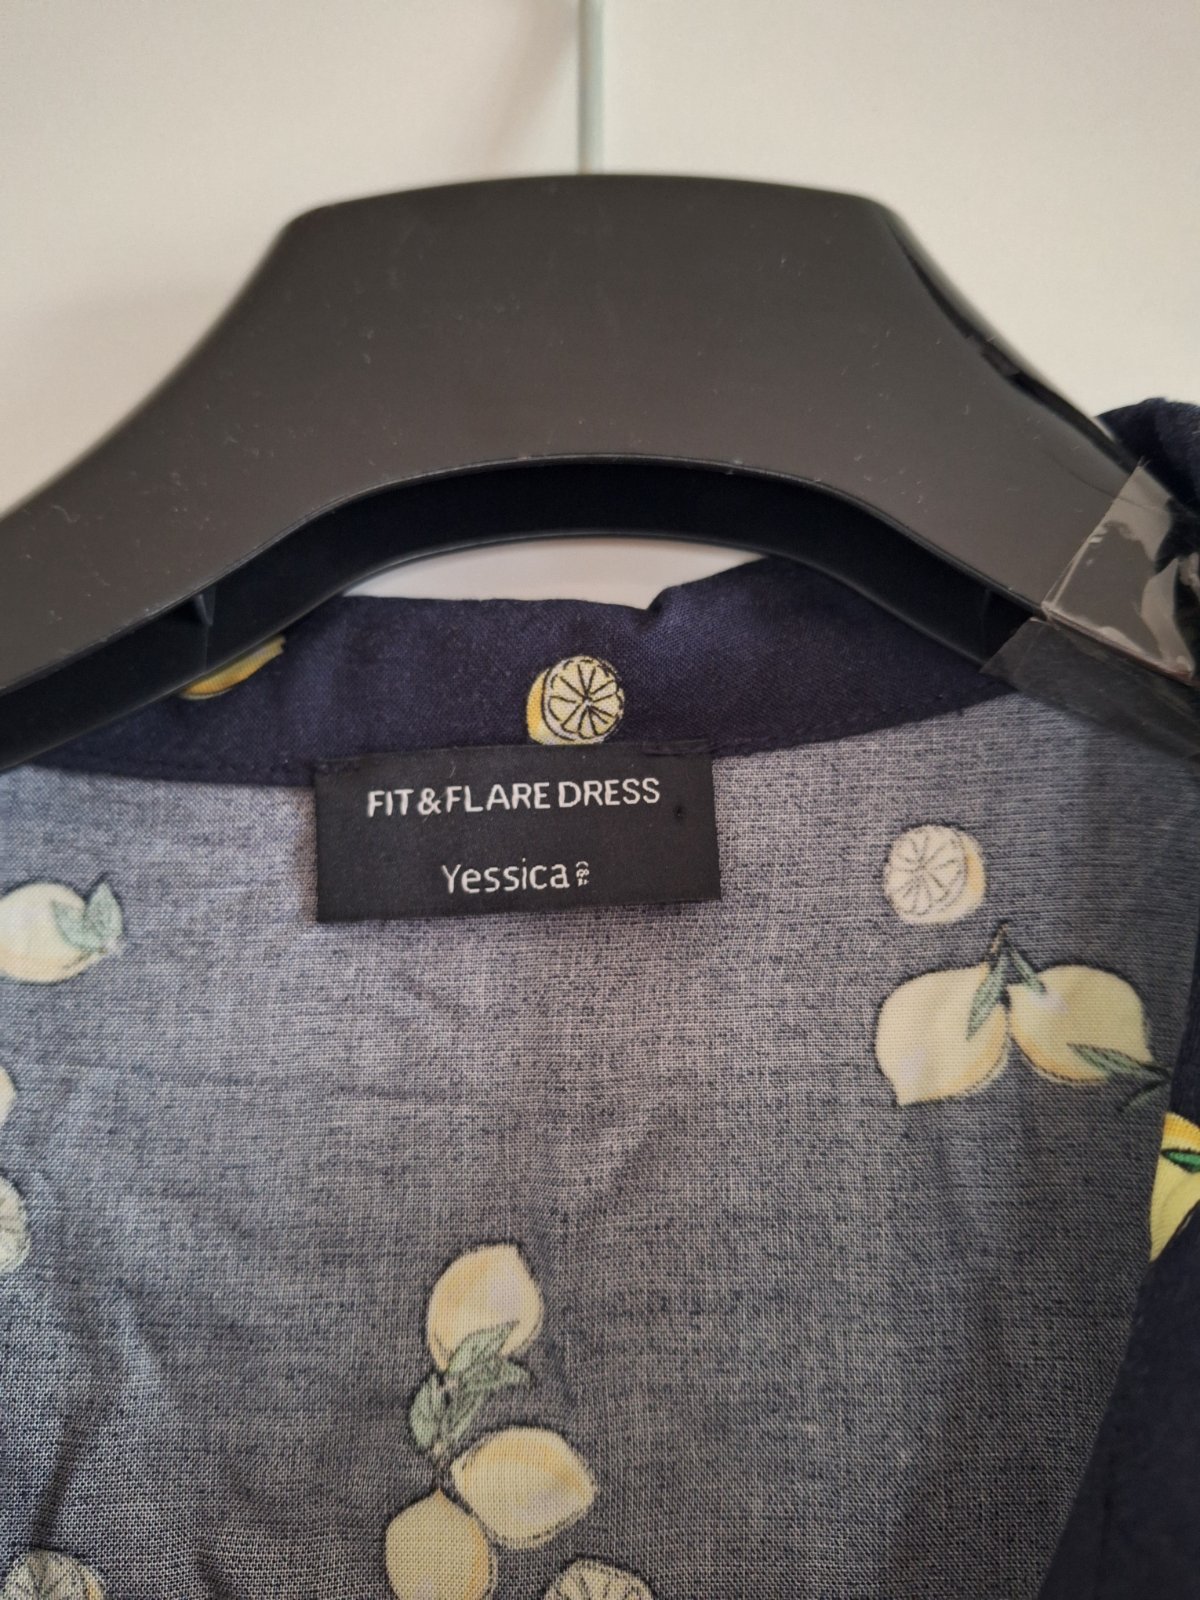 FIT & FLARE DRESS
Yessica